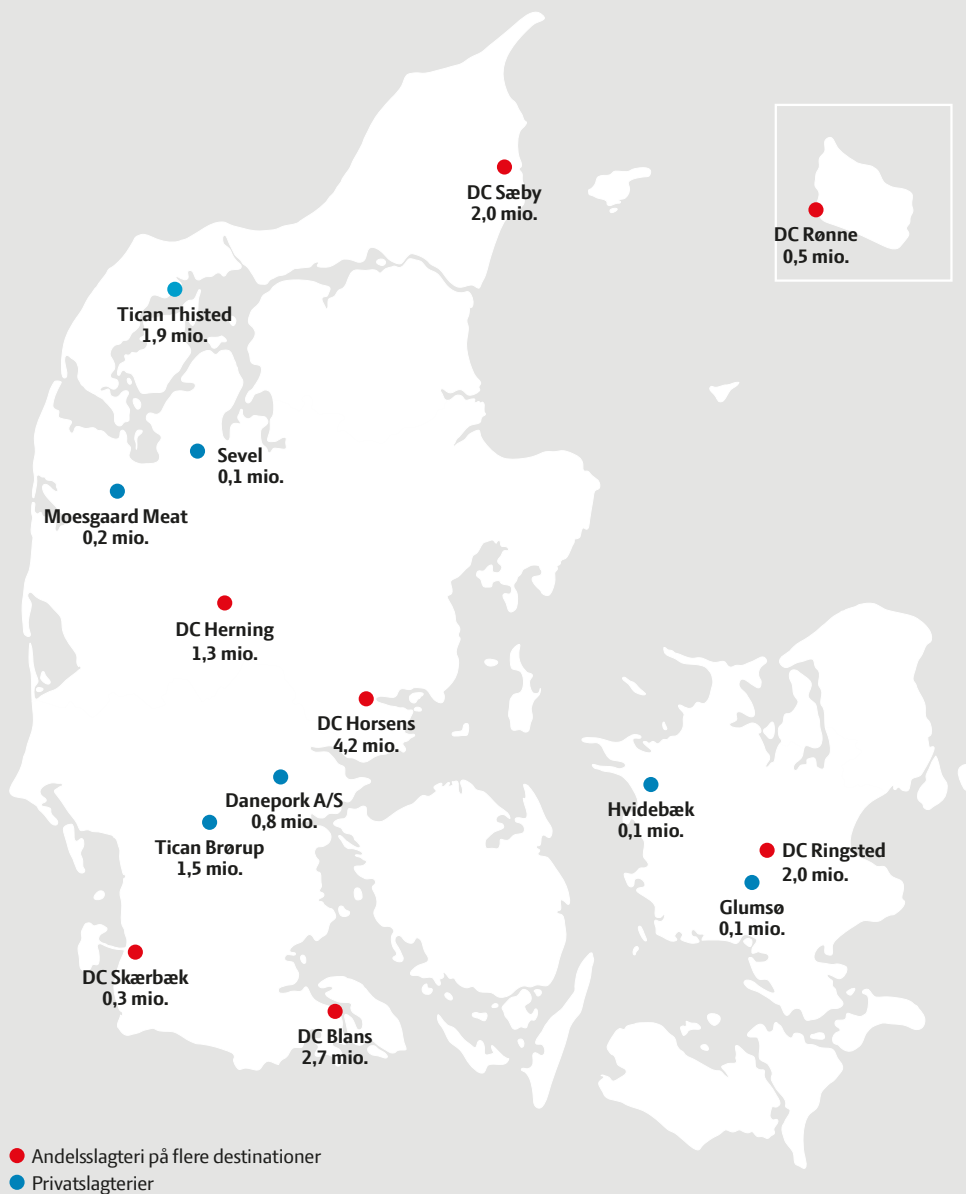 DC Sæby
2,0 mio.
DC Rønne
0,5 mio.
Tican Thisted
1,9 mio.
Sevel
0,1 mio.
Moesgaard Meat
0,2 mio.
DC Herning
1,3 mio.
DC Horsens
4,2 mio.
Danepork A/S
0,8 mio.
Hvidebæk
0,1 mio.
Tican Brørup
1,5 mio.
DC Ringsted
2,0 mio.
Glumsø
0,1 mio.
DC Skærbæk
0,3 mio.
DC Blans
2,7 mio.
Andelsslagteri på flere destinationer
Privatslagterier